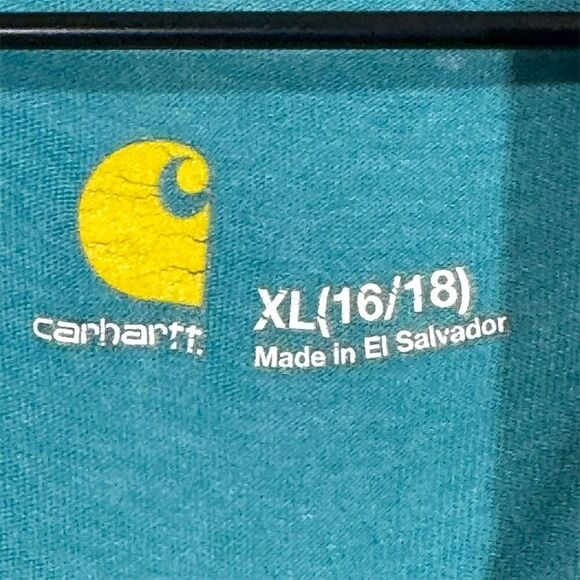 carhartt.
XL(16/18)
Made in El Salvador